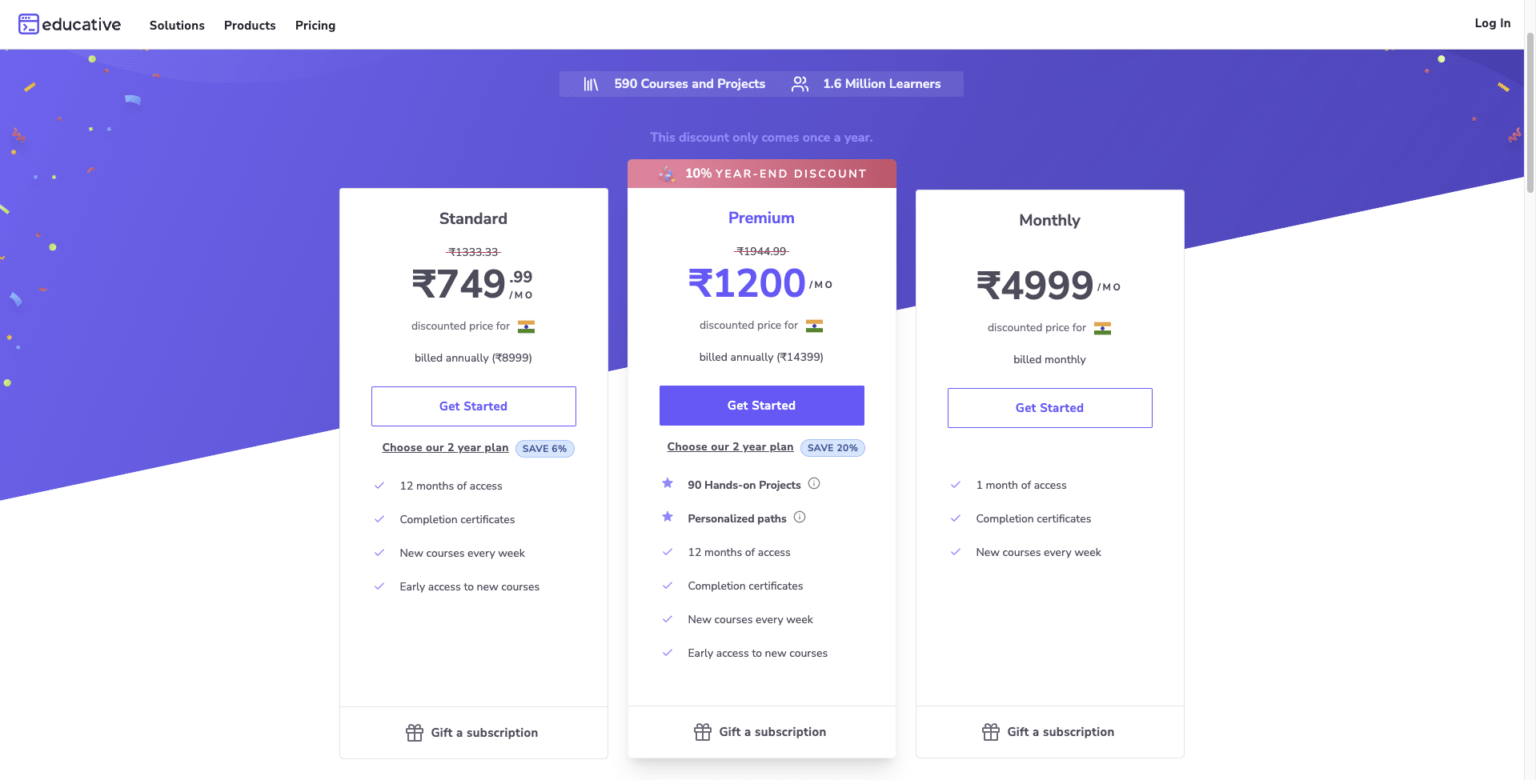 educative
Solutions Products Pricing
Log In
590 Courses and Projects 1.6 Million Learners
This discount only comes once a year.
10% YEAR-END DISCOUNT
Standard
₹1333.33
₹749.99 /MO
discounted price for
billed annually (₹8999)
Get Started
Choose our 2 year plan SAVE 6%
12 months of access
Completion certificates
New courses every week
Early access to new courses
Gift a subscription
Premium
₹1944.99
₹1200 /MO
discounted price for
billed annually (₹14399)
Get Started
Choose our 2 year plan SAVE 20%
90 Hands-on Projects
Personalized paths
12 months of access
Completion certificates
New courses every week
Early access to new courses
Gift a subscription
Monthly
₹4999 /MO
discounted price for
billed monthly
Get Started
1 month of access
Completion certificates
New courses every week
Gift a subscription